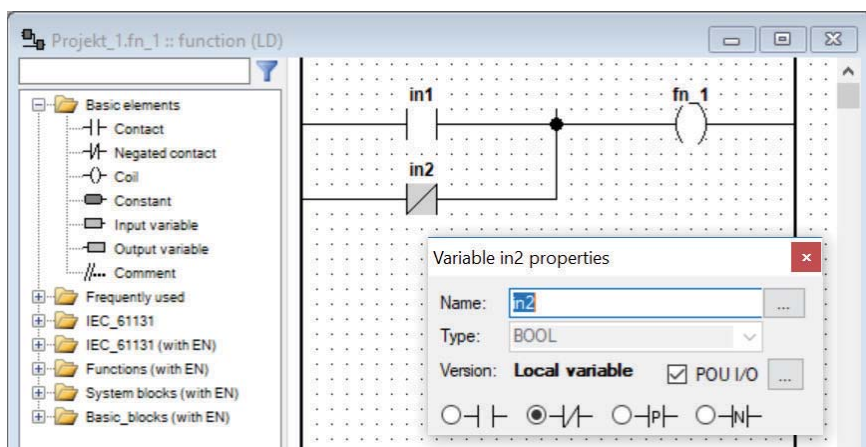 Projekt_1.fn_1 :: function (LD)
Basic elements
Contact
Negated contact
Coil
Constant
Input variable
Output variable
Comment
Frequently used
IEC_61131
IEC_61131 (with EN)
Functions (with EN)
System blocks (with EN)
Basic_blocks (with EN)
in1
fn_1
in2
Variable in2 properties
Name: in2 ...
Type: BOOL
Version: Local variable POU I/O ...
P N